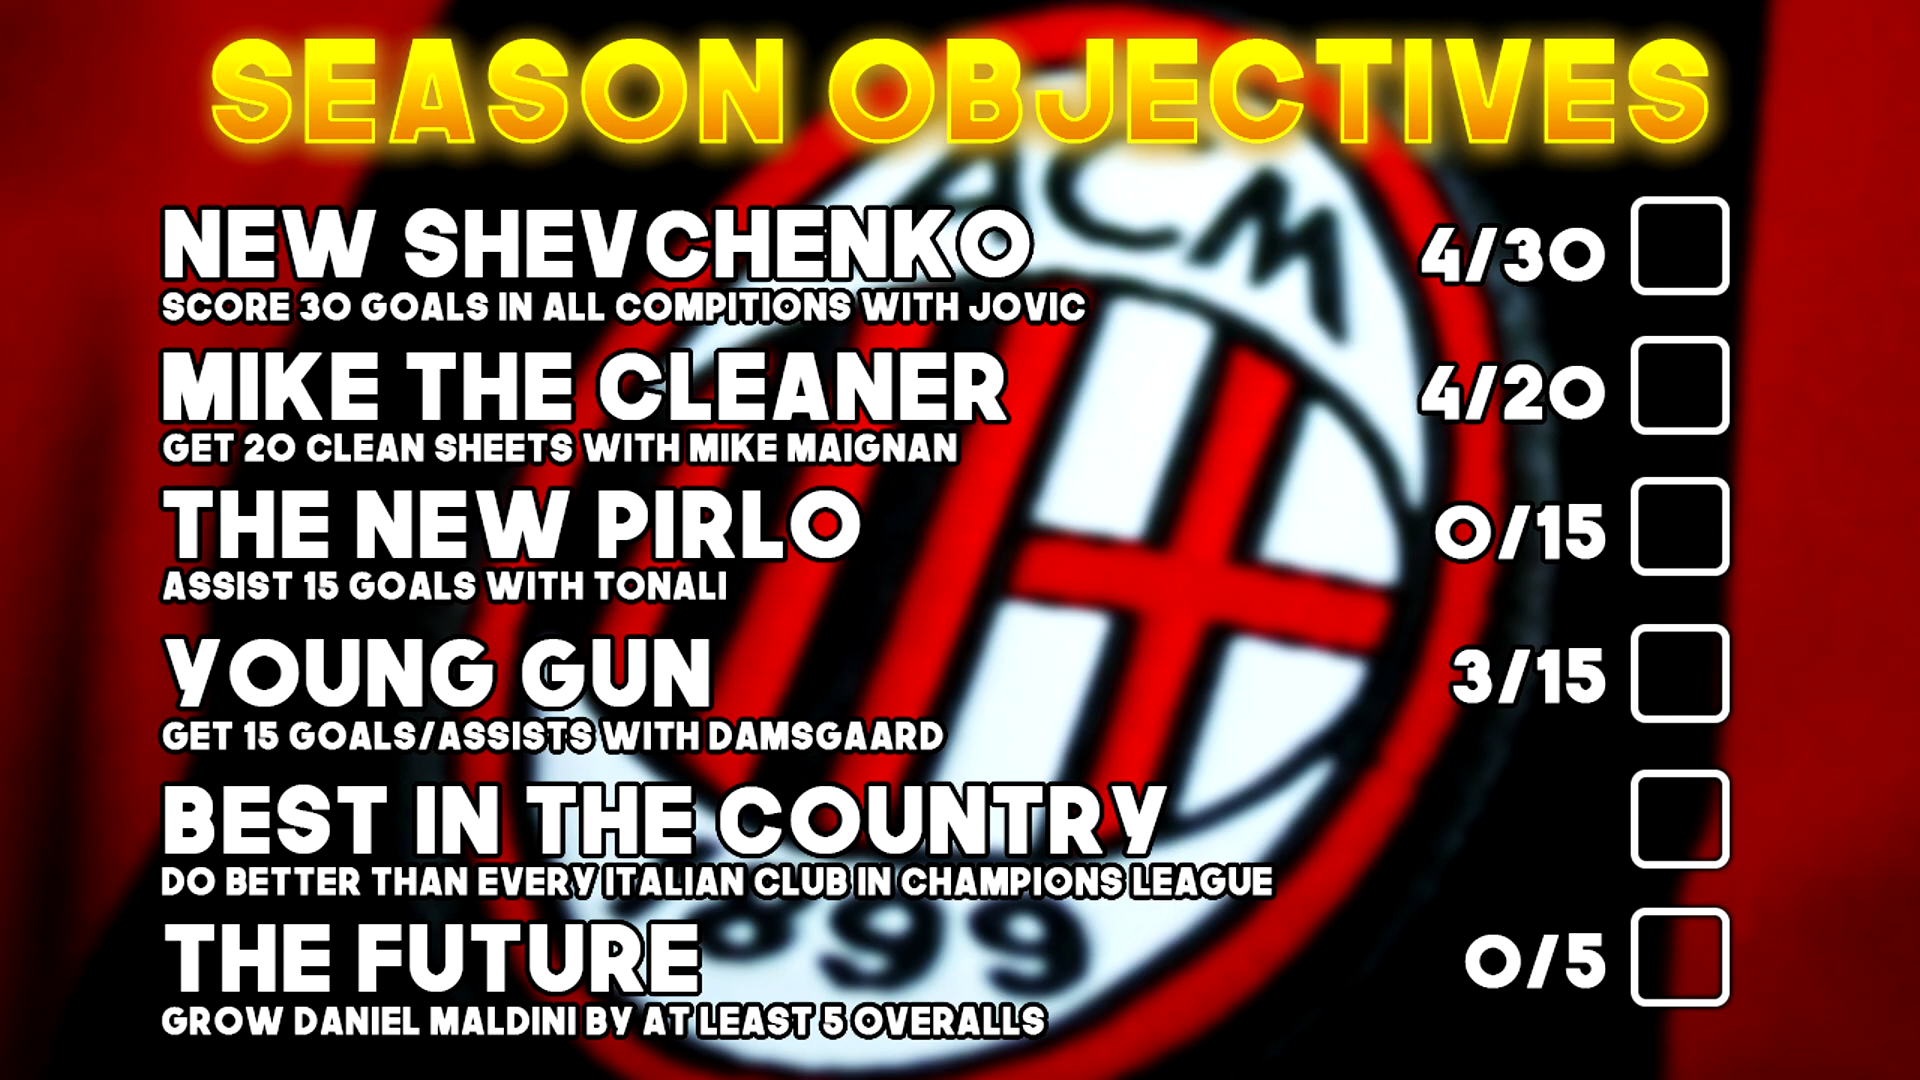 SEASON OBJECTIVES
NEW SHEVCHENKO
4/30
SCORE 30 GOALS IN ALL COMPITIONS WITH JOVIC
MIKE THE CLEANER
4/20
GET 20 CLEAN SHEETS WITH MIKE MAIGNAN
THE NEW PIRLO
0/15
ASSIST 15 GOALS WITH TONALI
YOUNG GUN
3/15
GET 15 GOALS/ASSISTS WITH DAMSGAARD
BEST IN THE COUNTRY
DO BETTER THAN EVERY ITALIAN CLUB IN CHAMPIONS LEAGUE
THE FUTURE
0/5
GROW DANIEL MALDINI BY AT LEAST 5 OVERALLS
ACM
899